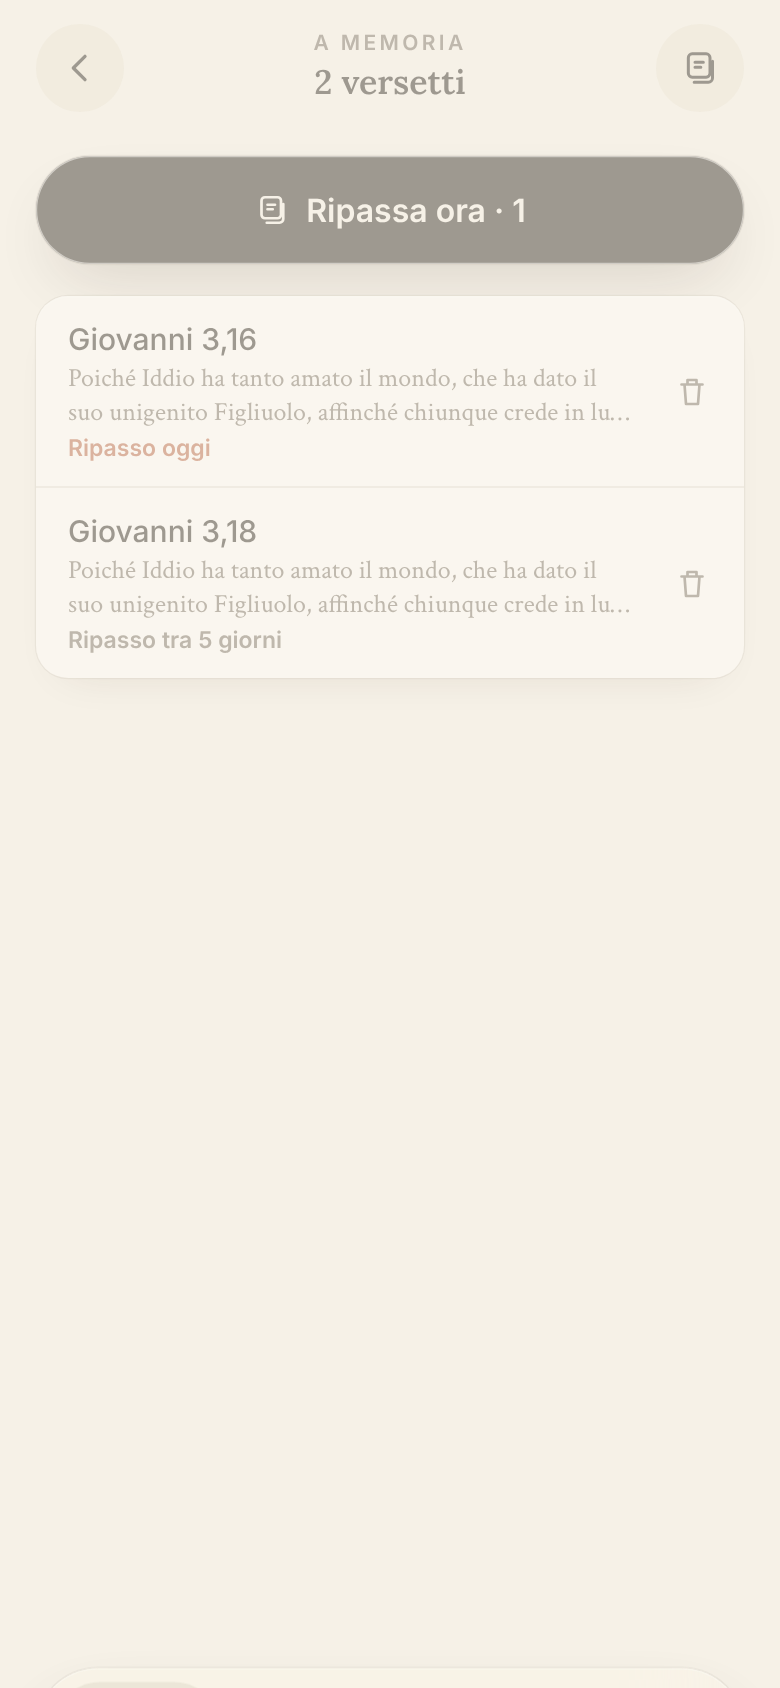 A MEMORIA
2 versetti
Ripassa ora · 1
Giovanni 3,16
Poiché Iddio ha tanto amato il mondo, che ha dato il
suo unigenito Figliuolo, affinché chiunque crede in lu…
Ripasso oggi
Giovanni 3,18
Poiché Iddio ha tanto amato il mondo, che ha dato il
suo unigenito Figliuolo, affinché chiunque crede in lu…
Ripasso tra 5 giorni